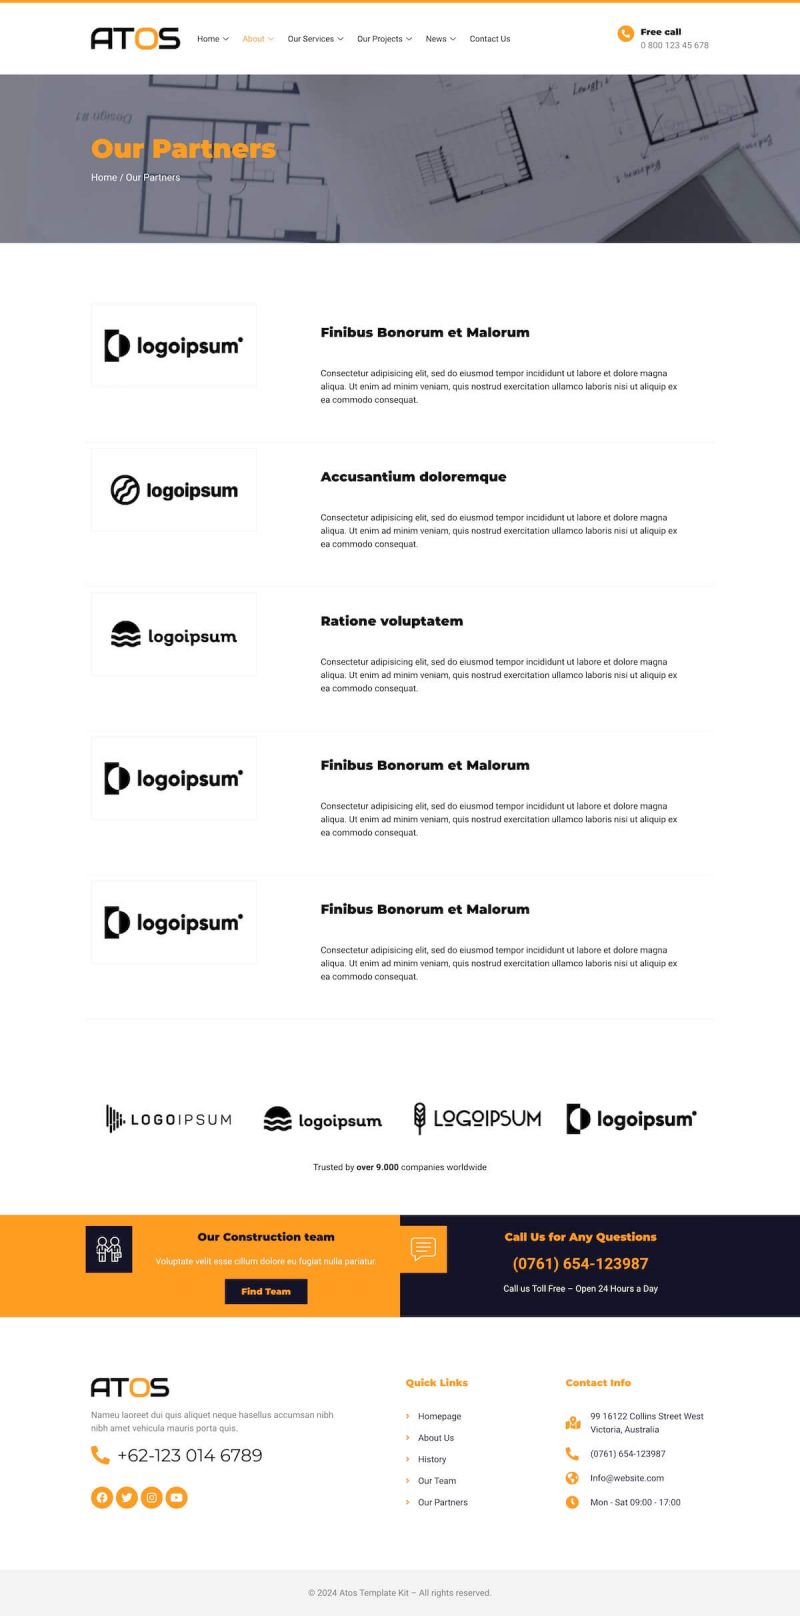 ATOS
Home
About
Our Services
Our Projects
News
Contact Us
Free call
0 800 123 45 678
Design #1
Our Partners
Home / Our Partners
logoipsum
Finibus Bonorum et Malorum
Consectetur adipisicing elit, sed do eiusmod tempor incididunt ut labore et dolore magna
aliqua. Ut enim ad minim veniam, quis nostrud exercitation ullamco laboris nisi ut aliquip ex
ea commodo consequat.
logoipsum
Accusantium doloremque
Consectetur adipisicing elit, sed do eiusmod tempor incididunt ut labore et dolore magna
aliqua. Ut enim ad minim veniam, quis nostrud exercitation ullamco laboris nisi ut aliquip ex
ea commodo consequat.
logoipsum
Ratione voluptatem
Consectetur adipisicing elit, sed do eiusmod tempor incididunt ut labore et dolore magna
aliqua. Ut enim ad minim veniam, quis nostrud exercitation ullamco laboris nisi ut aliquip ex
ea commodo consequat.
logoipsum
Finibus Bonorum et Malorum
Consectetur adipisicing elit, sed do eiusmod tempor incididunt ut labore et dolore magna
aliqua. Ut enim ad minim veniam, quis nostrud exercitation ullamco laboris nisi ut aliquip ex
ea commodo consequat.
logoipsum
Finibus Bonorum et Malorum
Consectetur adipisicing elit, sed do eiusmod tempor incididunt ut labore et dolore magna
aliqua. Ut enim ad minim veniam, quis nostrud exercitation ullamco laboris nisi ut aliquip ex
ea commodo consequat.
LOGOIPSUM
logoipsum
LOGOIPSUM
logoipsum
Trusted by over 9.000 companies worldwide
Our Construction team
Voluptate velit esse cillum dolore eu fugiat nulla pariatur
Find Team
Call Us for Any Questions
(0761) 654-123987
Call us Toll Free – Open 24 Hours a Day
ATOS
Nameu laoreet dui quis aliquet neque hasellus accumsan nibh
nibh amet vehicula mauris porta quis.
+62-123 014 6789
Quick Links
Homepage
About Us
History
Our Team
Our Partners
Contact Info
99 16122 Collins Street West
Victoria, Australia
(0761) 654-123987
Info@website.com
Mon - Sat 09:00 - 17:00
© 2024 Atos Template Kit – All rights reserved.